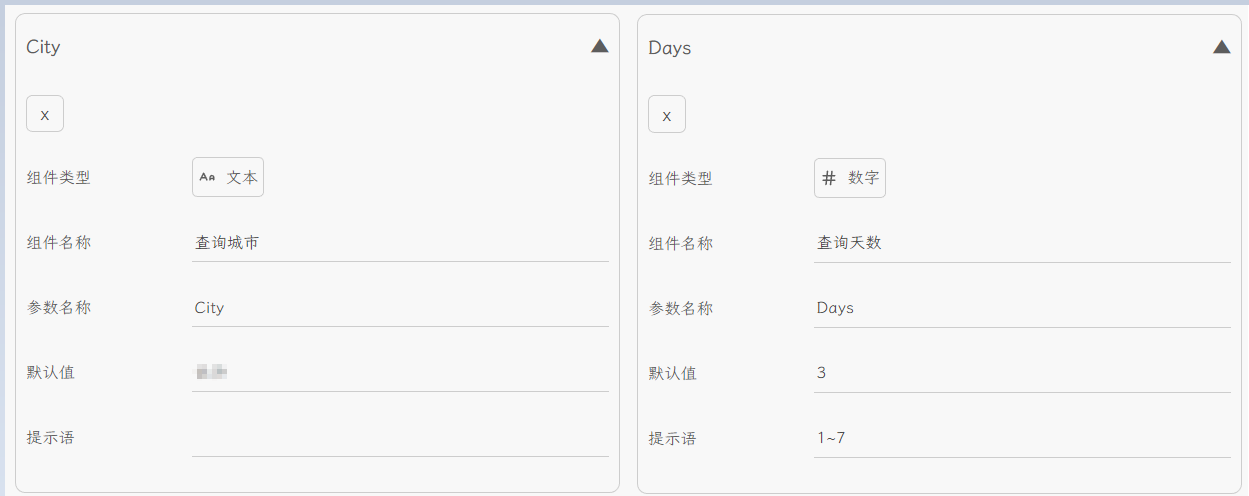 City
x
组件类型
Aa 文本
组件名称
查询城市
参数名称
City
默认值
提示语
Days
x
组件类型
# 数字
组件名称
查询天数
参数名称
Days
默认值
3
提示语
1~7